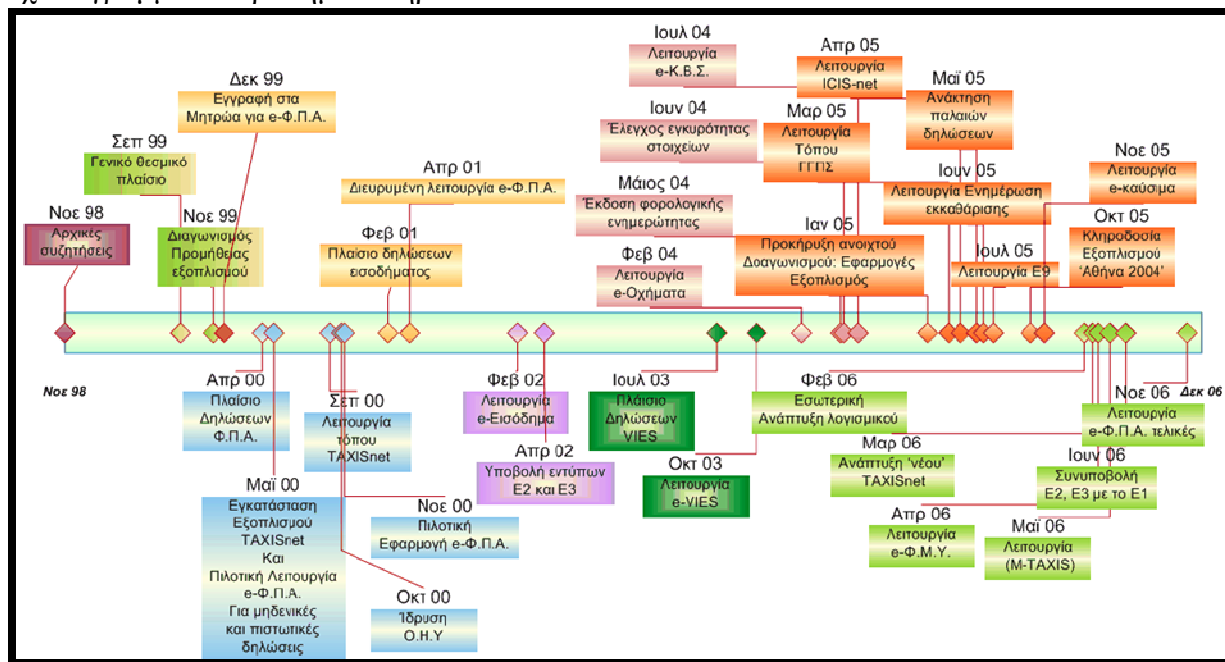 Νοε 98
Αρχικές
συζητήσεις
Σεπ 99
Γενικό θεσμικό
πλαίσιο
Νοε 99
Διαγωνισμός
Προμήθειας
εξοπλισμού
Δεκ 99
Εγγραφή στα
Μητρώα για e-Φ.Π.Α.
Φεβ 01
Πλαίσιο δηλώσεων
εισοδήματος
Απρ 01
Διευρυμένη λειτουργία e-Φ.Π.Α.
Ιουλ 04
Λειτουργία
e-Κ.Β.Σ.
Ιουν 04
Έλεγχος εγκυρότητας
στοιχείων
Μάιος 04
Έκδοση φορολογικής
ενημερώτητας
Φεβ 04
Λειτουργία
e-Οχήματα
Απρ 05
Λειτουργία
ICIS-net
Μαρ 05
Λειτουργία
Τόπου
ΓΓΠΣ
Ιαν 05
Προκήρυξη ανοιχτού
Δοαγωνισμού: Εφαρμογές
Εξοπλισμός
Μαϊ 05
Ανάκτηση
παλαιών
δηλώσεων
Ιουν 05
Λειτουργία Ενημέρωση
εκκαθάρισης
Ιουλ 05
Λειτουργία Ε9
Νοε 05
Λειτουργία
e-καύσιμα
Οκτ 05
Κληροδοσία
Εξοπλισμού
'Αθήνα 2004'
Νοε 98
Δεκ 06
Απρ 00
Πλαίσιο
Δηλώσεων
Φ.Π.Α.
Μαϊ 00
Εγκατάσταση
Εξοπλισμού
TAXISnet
Και
Πιλοτική Λειτουργία
e-Φ.Π.Α.
Για μηδενικές
και πιστωτικές
δηλώσεις
Σεπ 00
Λειτουργία
τόπου
TAXISnet
Νοε 00
Πιλοτική
Εφαρμογή e-Φ.Π.Α.
Οκτ 00
Ίδρυση
Ο.Η.Υ
Φεβ 02
Λειτουργία
e-Εισόδημα
Απρ 02
Υποβολή εντύπων
Ε2 και Ε3
Ιουλ 03
Πλάισιο
Δηλώσεων
VIES
Οκτ 03
Λειτουργία
e-VIES
Φεβ 06
Εσωτερική
Ανάπτυξη λογισμικού
Μαρ 06
Ανάπτυξη 'νέου'
TAXISnet
Απρ 06
Λειτουργία
e-Φ.Μ.Υ.
Μαϊ 06
Λειτουργία
(M-TAXIS)
Ιουν 06
Συνυποβολή
Ε2, Ε3 με το Ε1
Νοε 06
Λειτουργία
e-Φ.Π.Α. τελικές